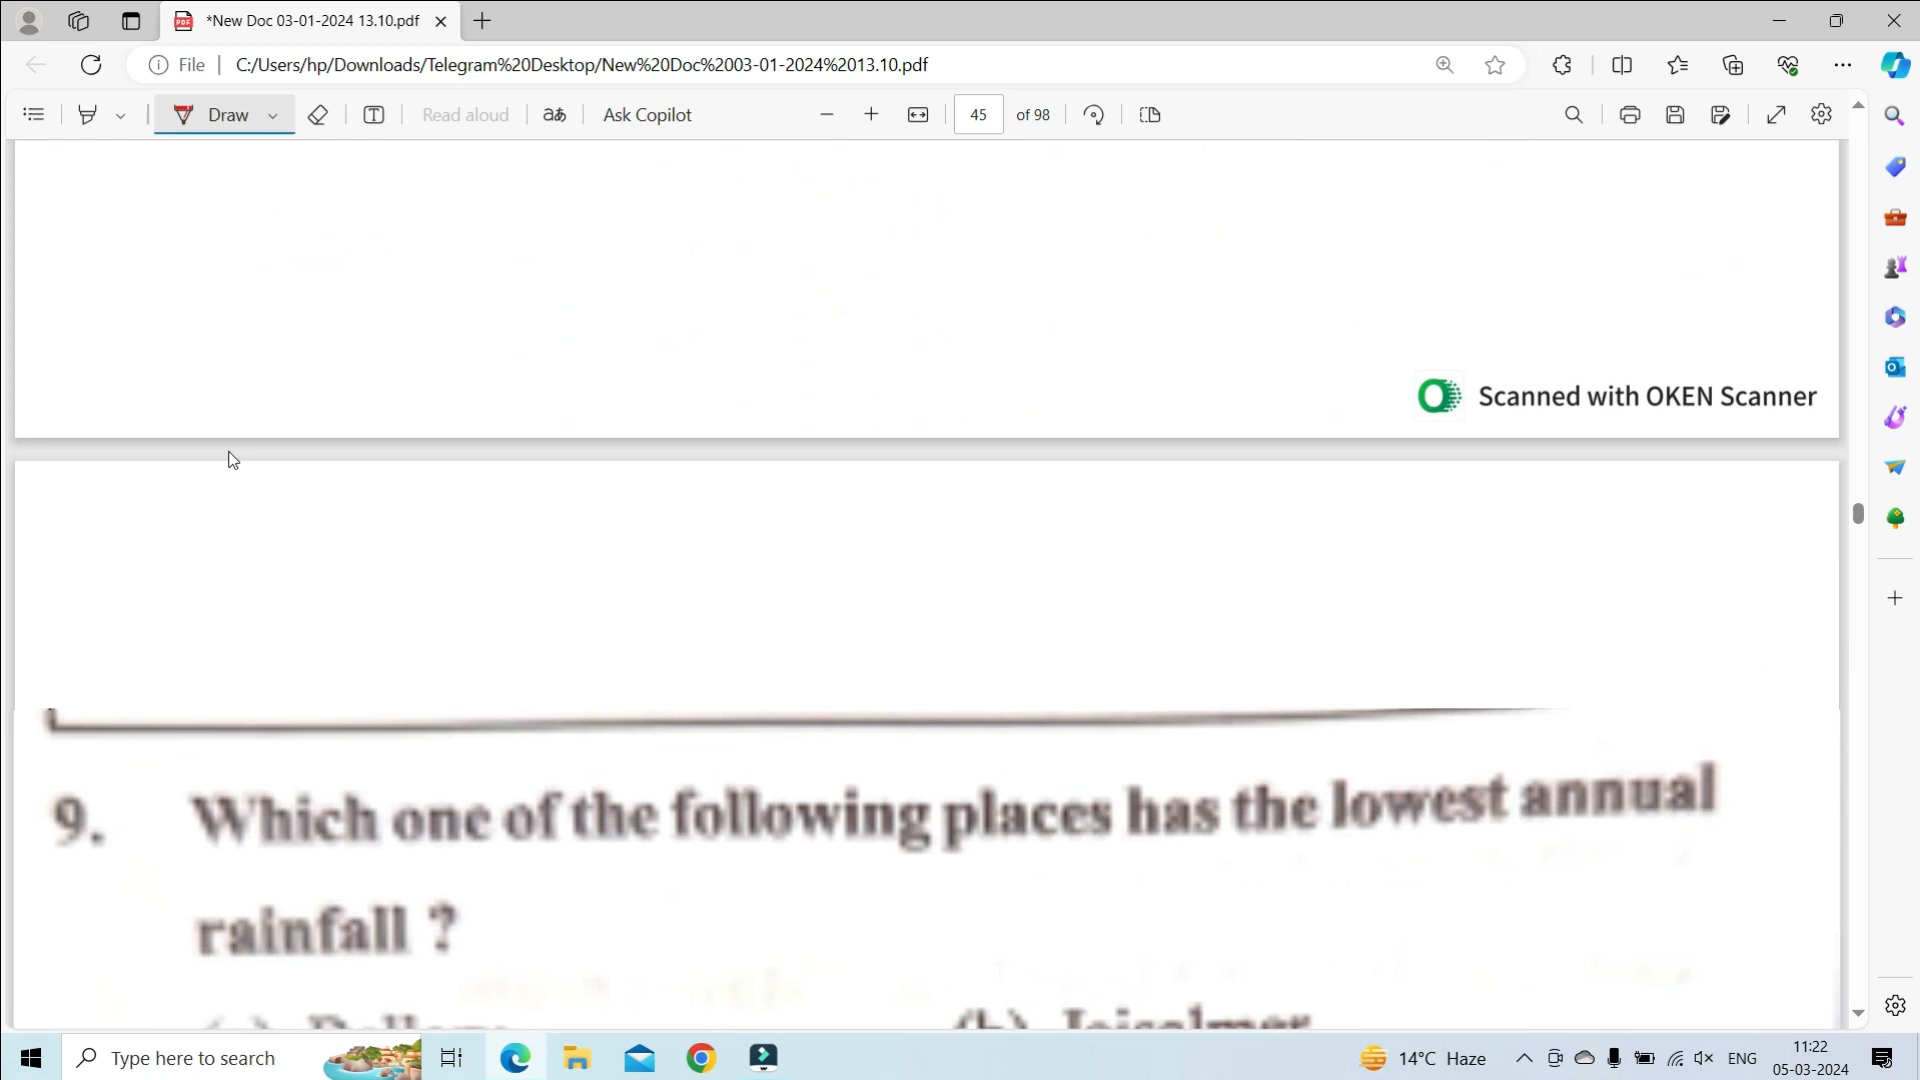 *New Doc 03-01-2024 13.10.pdf
File
C:/Users/hp/Downloads/Telegram%20Desktop/New%20Doc%2003-01-2024%2013.10.pdf
Draw
Read aloud
Ask Copilot
45
of 98
Scanned with OKEN Scanner
9. Which one of the following places has the lowest annual
rainfall ?
(b) Jaisalmer
Type here to search
14°C Haze
ENG
11:22
05-03-2024